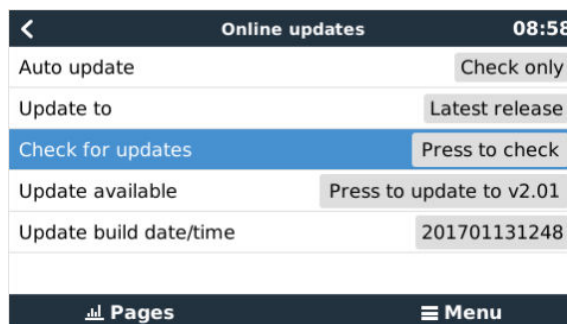 Online updates 08:58
Auto update Check only
Update to Latest release
Check for updates Press to check
Update available Press to update to v2.01
Update build date/time 201701131248
Pages Menu